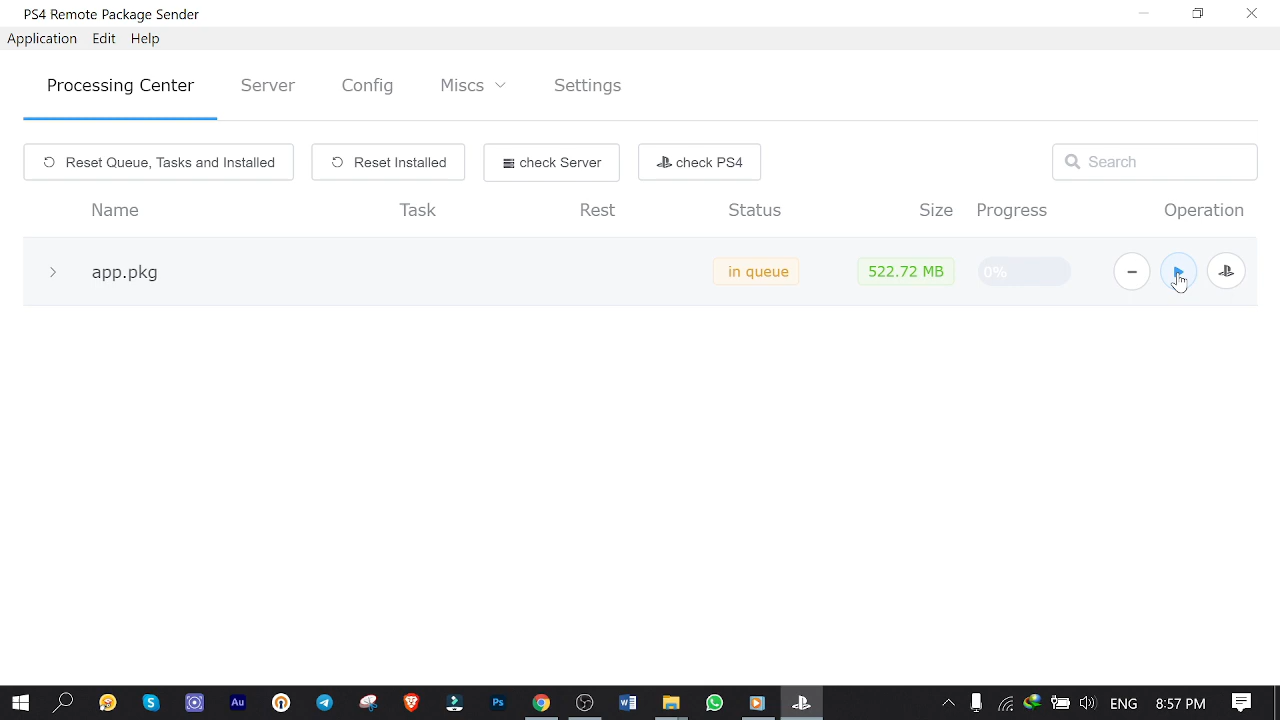 PS4 Remote Package Sender
Application Edit Help
Processing Center Server Config Miscs Settings
Reset Queue, Tasks and Installed Reset Installed check Server check PS4 Search
Name Task Rest Status Size Progress Operation
app.pkg in queue 522.72 MB 0%
Au Ps ENG 8:57 PM